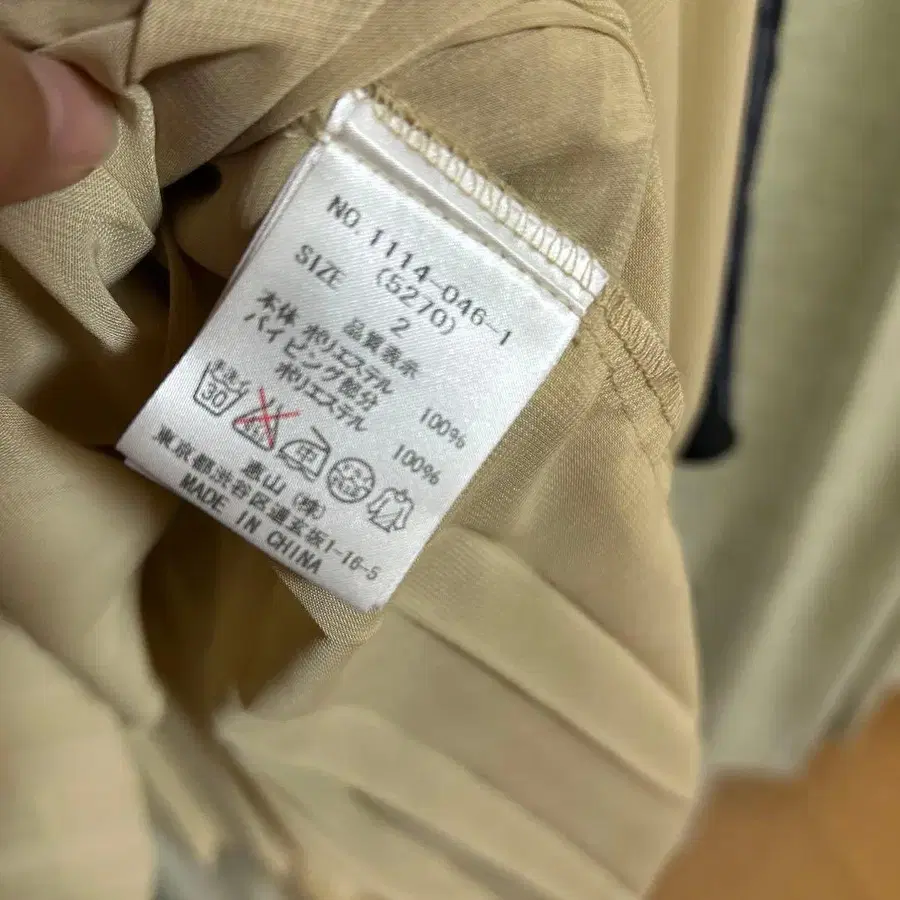 NO. 1114-046-1
(5270)
SIZE 2
品質表示
本体 ポリエステル 100%
パイピング部分
ポリエステル 100%
30 中
山(株)
東京都渋谷区道玄坂1-16-5
MADE IN CHINA